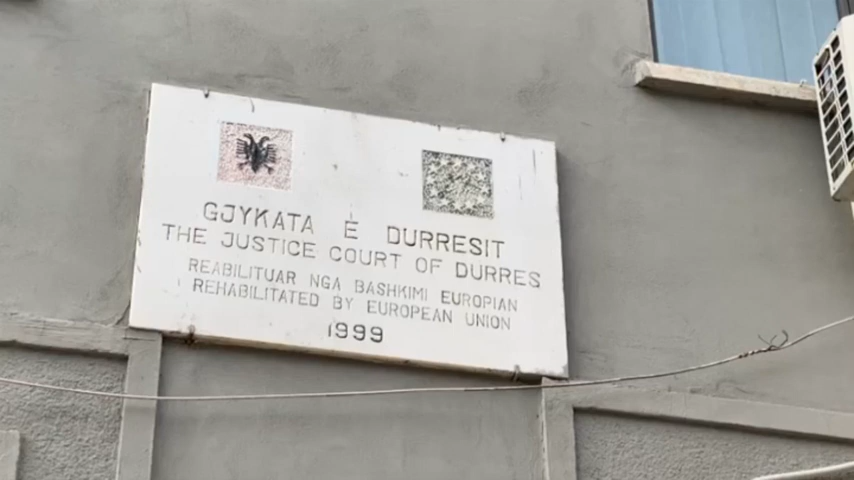 GJYKATA E DURRESIT
THE JUSTICE COURT OF DURRES
REABILITUAR NGA BASHKIMI EUROPIAN
REHABILITATED BY EUROPEAN UNION
1999